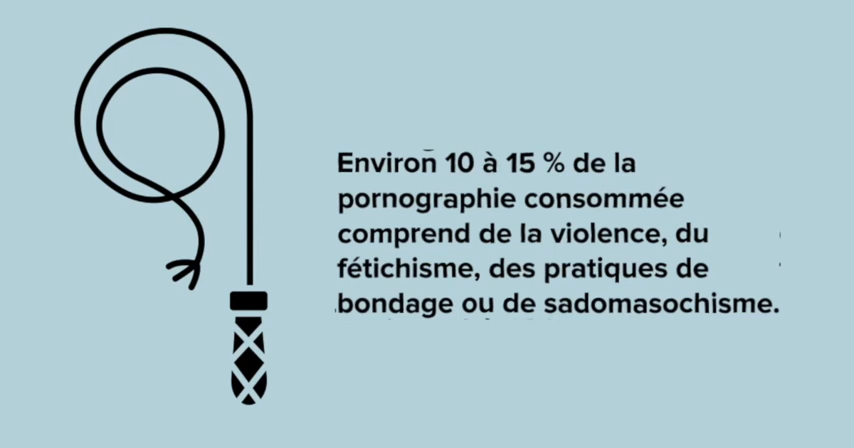 Environ 10 à 15 % de la
pornographie consommée
comprend de la violence, du
fétichisme, des pratiques de
bondage ou de sadomasochisme.